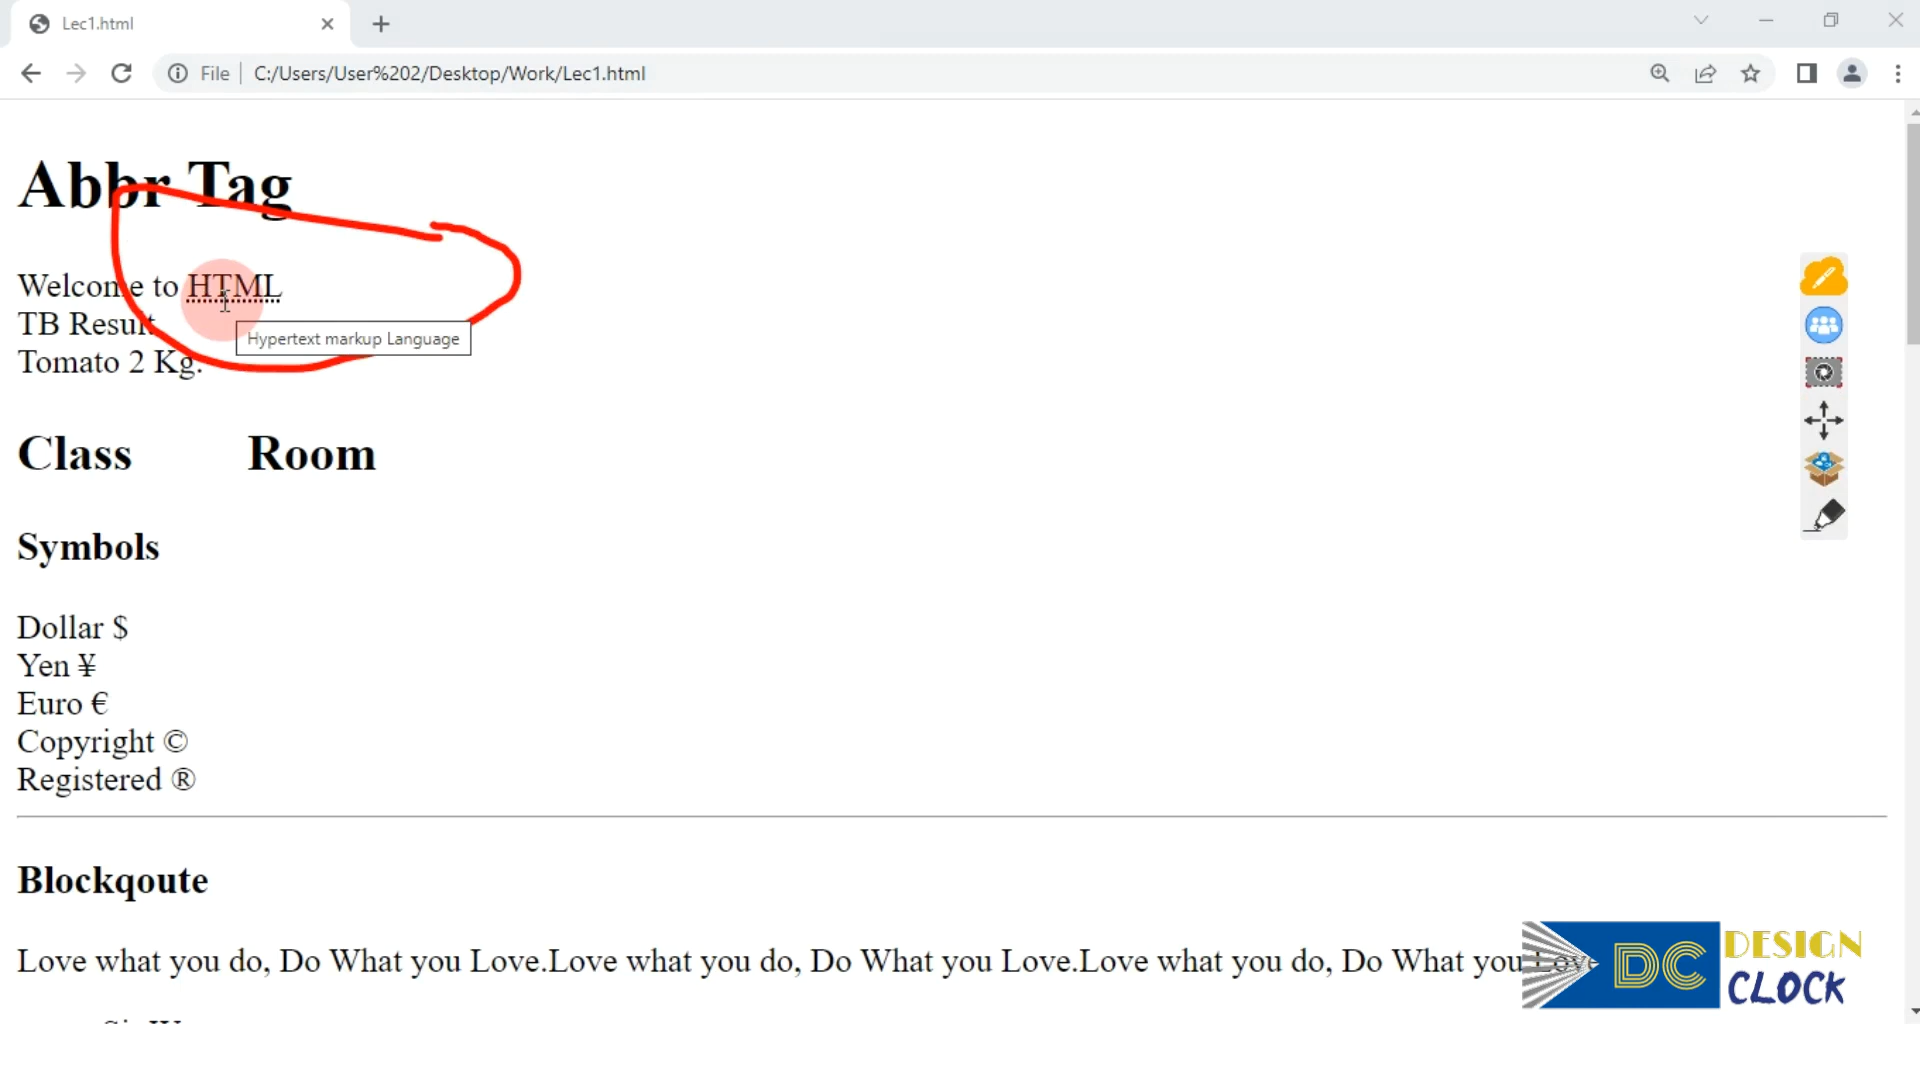 Lec1.html
File
C:/Users/User%202/Desktop/Work/Lec1.html
Abbr Tag
Welcome to HTML
TB Result
Hypertext markup Language
Tomato 2 Kg.
Class Room
Symbols
Dollar $
Yen ¥
Euro €
Copyright ©
Registered ®
Blockqoute
Love what you do, Do What you Love.Love what you do, Do What you Love.Love what you do, Do What you Love
DC DESIGN
CLOCK